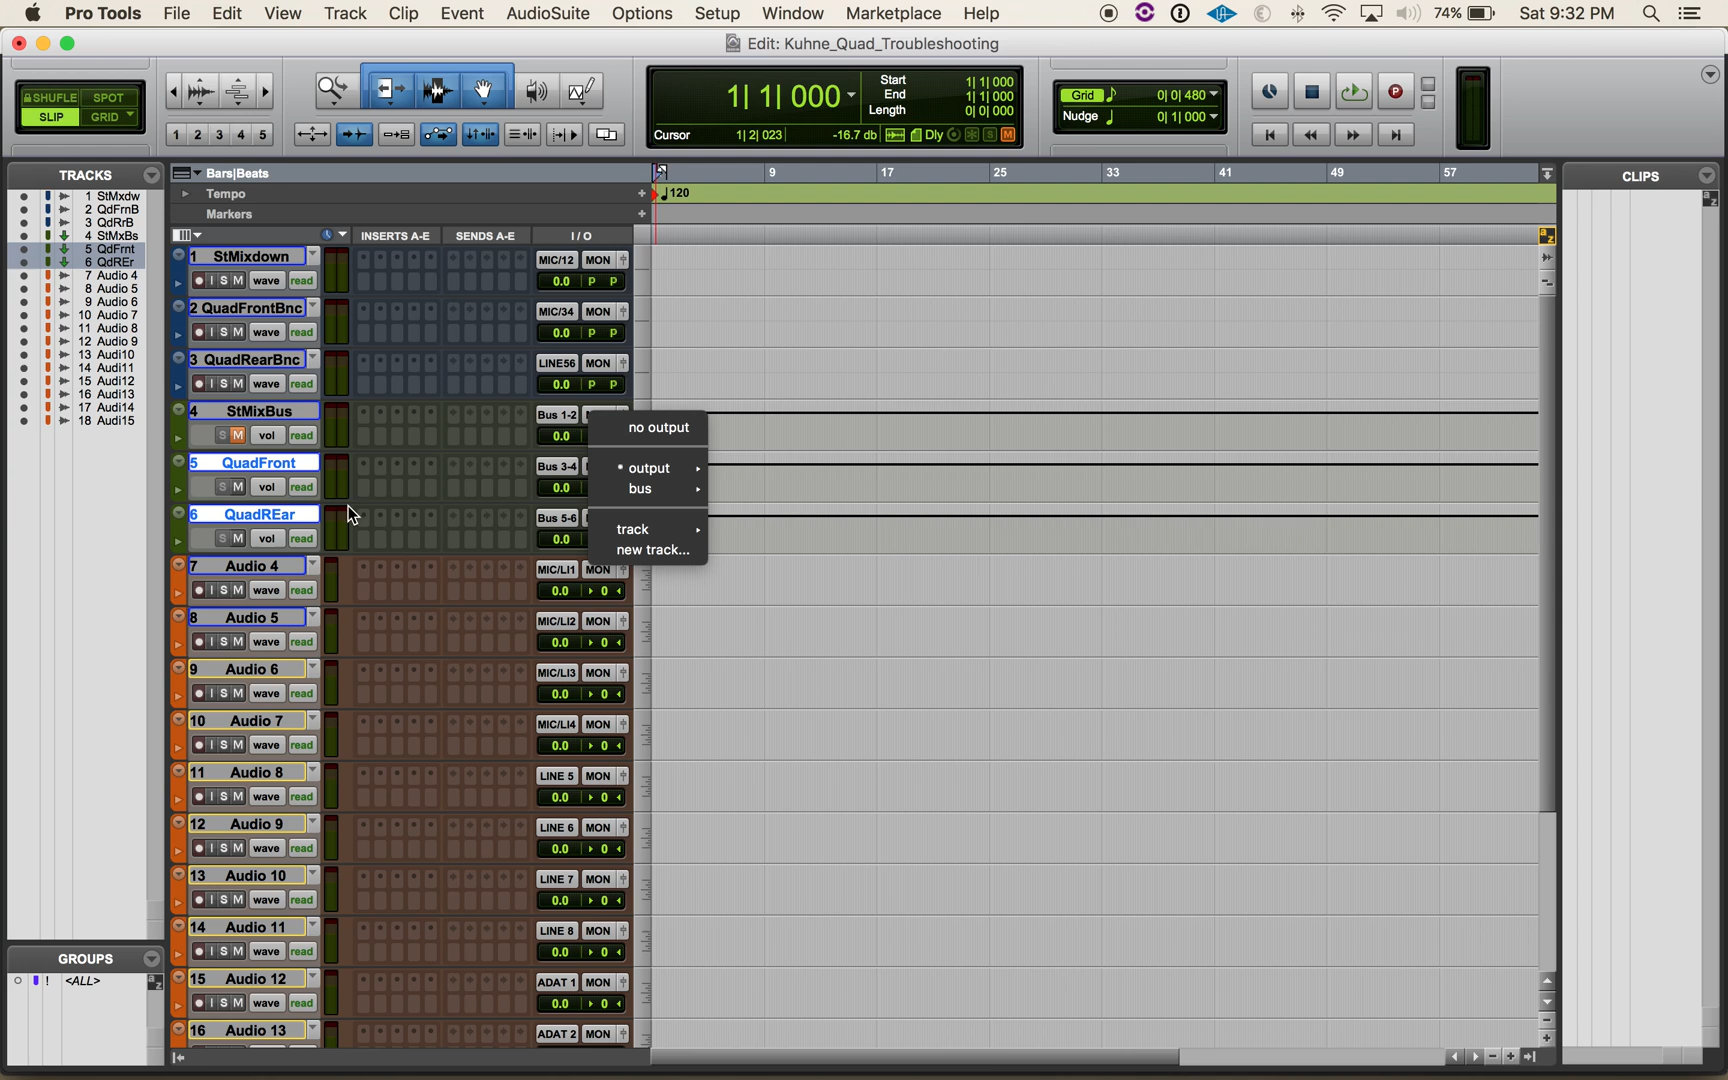 Pro Tools File Edit View Track Clip Event AudioSuite Options Setup Window Marketplace Help 74% Sat 9:32 PM
Edit: Kuhne_Quad_Troubleshooting
SHUFLE SPOT
SLIP GRID
1 2 3 4 5
1| 1| 000
Start 1| 1| 000
End 1| 1| 000
Length 0| 0| 000
Cursor 1| 2| 023 -16.7 db Dly S M
Grid 0| 0| 480
Nudge 0| 1| 000
P
TRACKS
1 StMxdw
2 QdFrnB
3 QdRrB
4 StMxBs
5 QdFrnt
6 QdREr
7 Audio 4
8 Audio 5
9 Audio 6
10 Audio 7
11 Audio 8
12 Audio 9
13 Audi10
14 Audi11
15 Audi12
16 Audi13
17 Audi14
18 Audi15
GROUPS
! <ALL>
a z
Bars|Beats 9 17 25 33 41 49 57
Tempo + 120
Markers +
INSERTS A-E SENDS A-E I / O
1 StMixdown MIC/12 MON
I S M wave read 0.0 P P
2 QuadFrontBnc MIC/34 MON
I S M wave read 0.0 P P
3 QuadRearBnc LINE56 MON
I S M wave read 0.0 P P
4 StMixBus Bus 1-2
S M vol read 0.0
5 QuadFront Bus 3-4
S M vol read 0.0
6 QuadREar Bus 5-6
S M vol read 0.0
no output
output
bus
track
new track...
7 Audio 4 MIC/LI1 MON
I S M wave read 0.0 0
8 Audio 5 MIC/LI2 MON
I S M wave read 0.0 0
9 Audio 6 MIC/LI3 MON
I S M wave read 0.0 0
10 Audio 7 MIC/LI4 MON
I S M wave read 0.0 0
11 Audio 8 LINE 5 MON
I S M wave read 0.0 0
12 Audio 9 LINE 6 MON
I S M wave read 0.0 0
13 Audio 10 LINE 7 MON
I S M wave read 0.0 0
14 Audio 11 LINE 8 MON
I S M wave read 0.0 0
15 Audio 12 ADAT 1 MON
I S M wave read 0.0 0
16 Audio 13 ADAT 2 MON
a z
CLIPS
a z